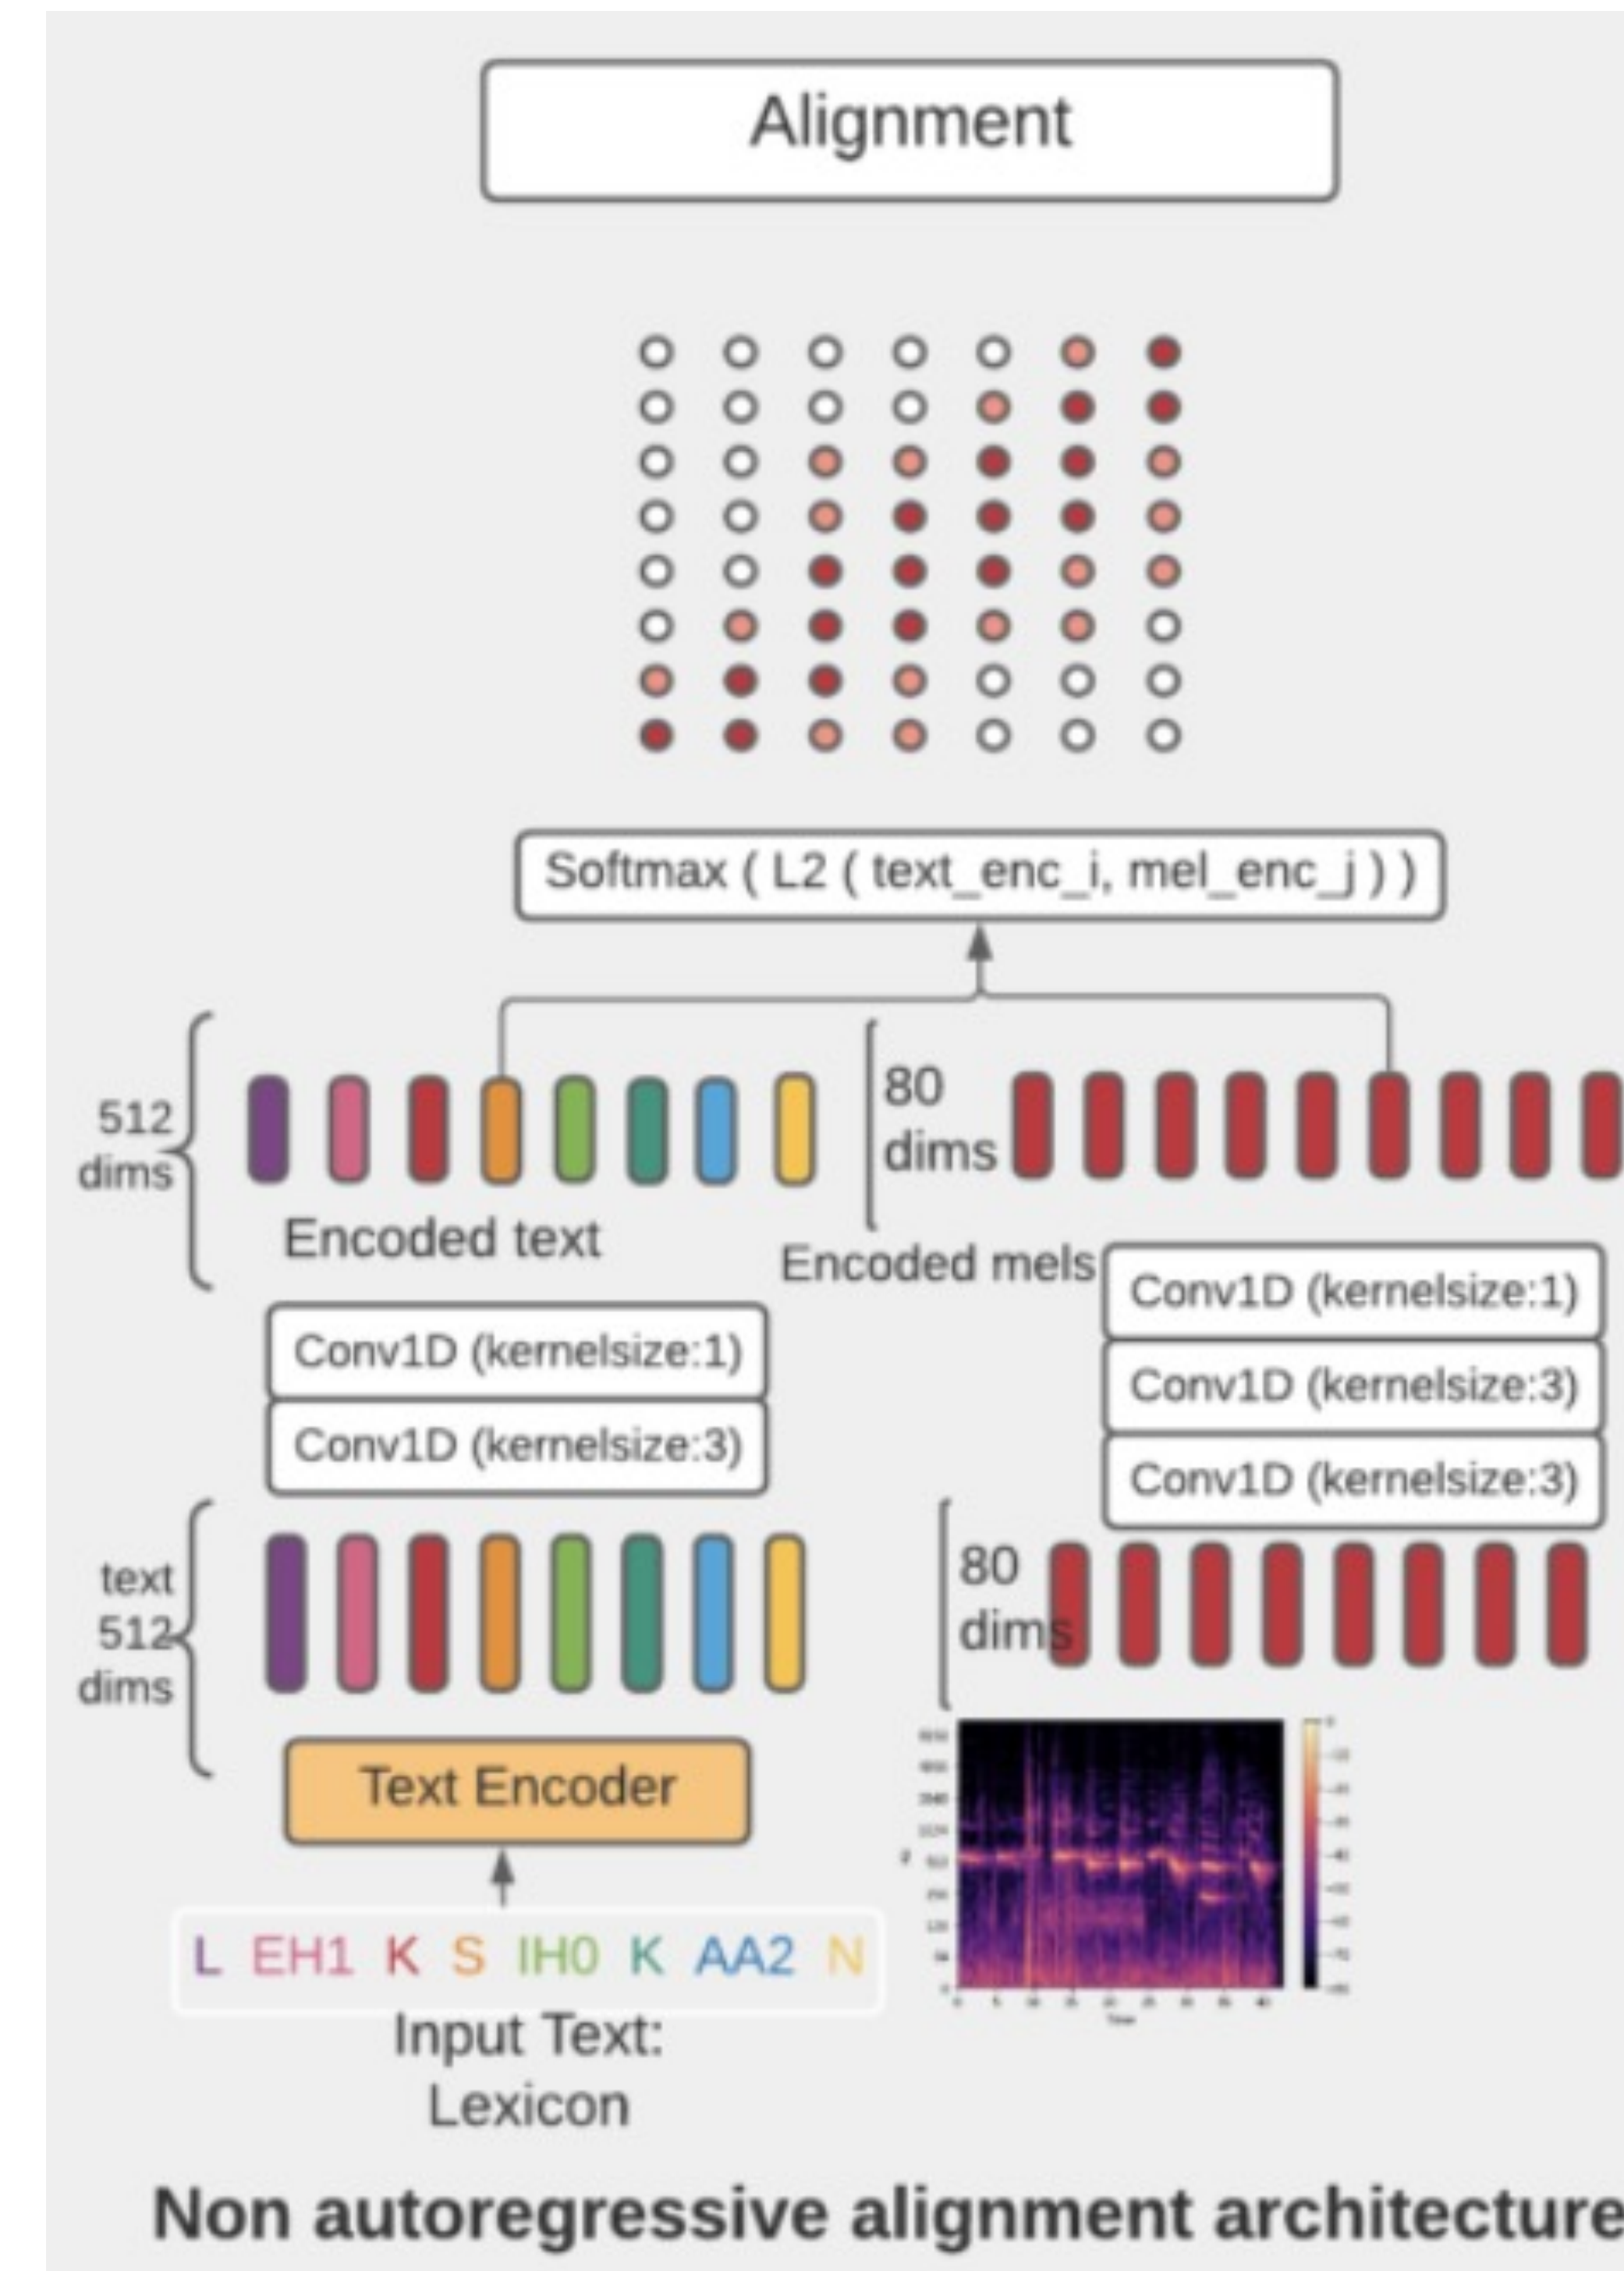 Alignment
Softmax ( L2 ( text_enc_i, mel_enc_j ) )
512
dims
80
dims
Encoded text
Encoded mels
Conv1D (kernelsize:1)
Conv1D (kernelsize:3)
Conv1D (kernelsize:1)
Conv1D (kernelsize:3)
Conv1D (kernelsize:3)
text
512
dims
80
dims
Text Encoder
L EH1 K S IH0 K AA2 N
Input Text:
Lexicon
Time
Non autoregressive alignment architecture